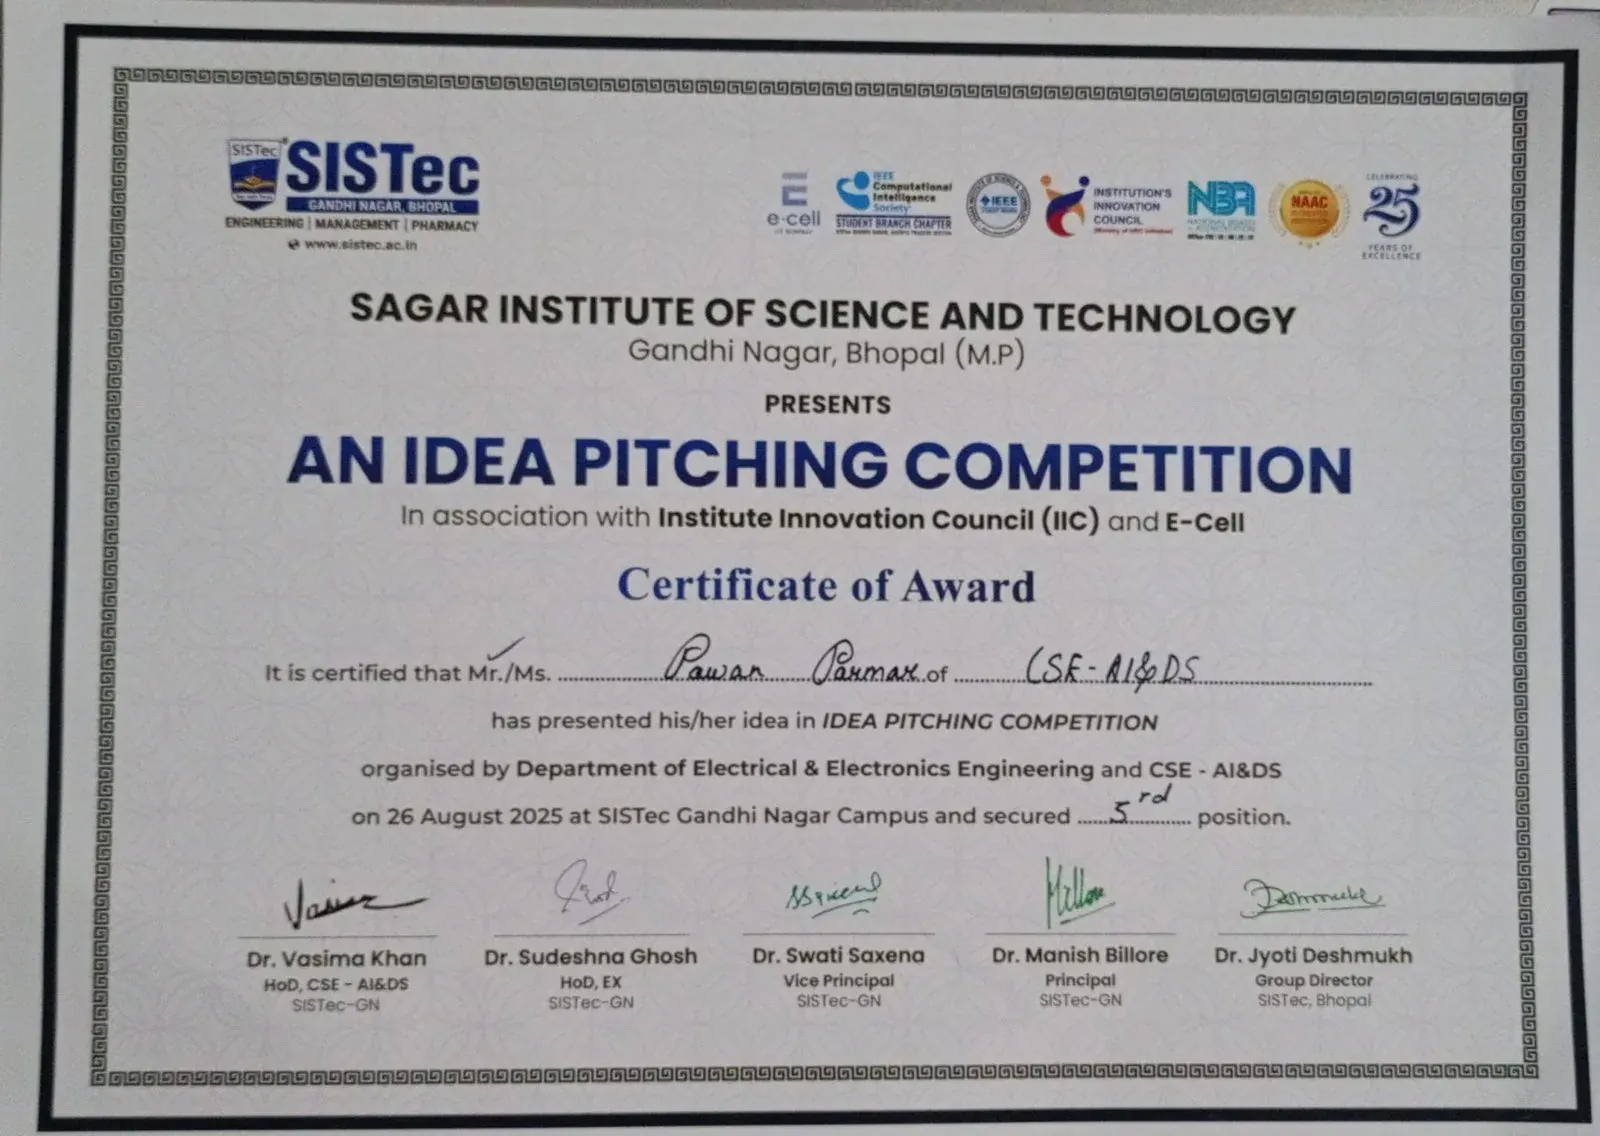 SISTec
SISTec
GANDHI NAGAR, BHOPAL
ENGINEERING | MANAGEMENT | PHARMACY
www.sistec.ac.in
e-cell
IEEE
Computational
Intelligence
Society
STUDENT BRANCH CHAPTER
IEEE
INSTITUTION'S
INNOVATION
COUNCIL
NBA
NAAC
CELEBRATING
25
YEARS OF
EXCELLENCE
SAGAR INSTITUTE OF SCIENCE AND TECHNOLOGY
Gandhi Nagar, Bhopal (M.P)
PRESENTS
AN IDEA PITCHING COMPETITION
In association with Institute Innovation Council (IIC) and E-Cell
Certificate of Award
It is certified that Mr./Ms. Pawan Parmar of CSE-AI&DS
has presented his/her idea in IDEA PITCHING COMPETITION
organised by Department of Electrical & Electronics Engineering and CSE - AI&DS
on 26 August 2025 at SISTec Gandhi Nagar Campus and secured rd position.
Dr. Vasima Khan Dr. Sudeshna Ghosh Dr. Swati Saxena Dr. Manish Billore Dr. Jyoti Deshmukh
HoD, CSE - AI&DS HoD, EX Vice Principal Principal Group Director
SISTec-GN SISTec-GN SISTec-GN SISTec-GN SISTec, Bhopal